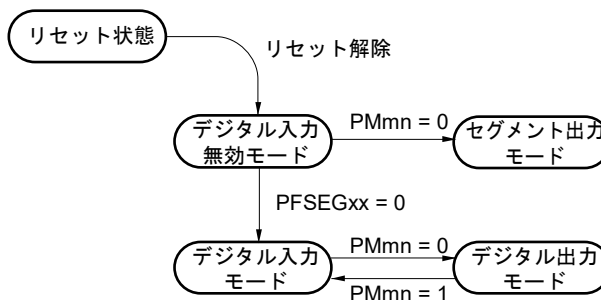 リセット状態
リセット解除
デジタル入力
無効モード
PMmn = 0
セグメント出力
モード
PFSEGxx = 0
デジタル入力
モード
PMmn = 0
PMmn = 1
デジタル出力
モード